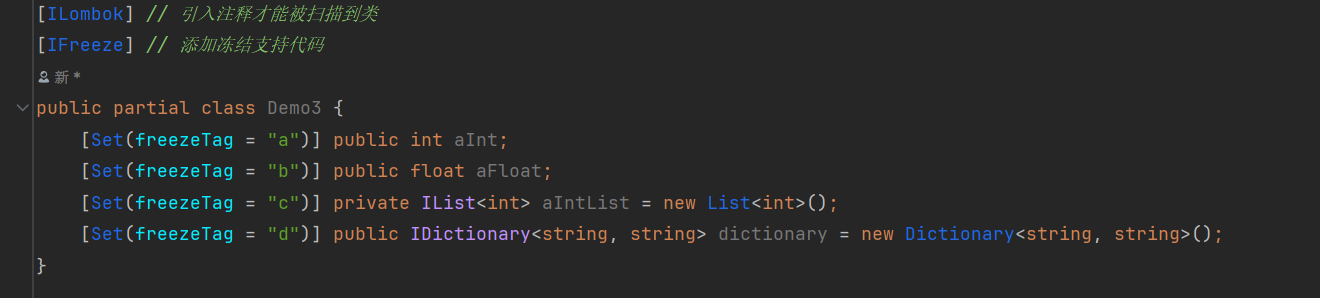 [ILombok] // 引入注释才能被扫描到类
[IFreeze] // 添加冻结支持代码
新 *
public partial class Demo3 {
    [Set(freezeTag = "a")] public int aInt;
    [Set(freezeTag = "b")] public float aFloat;
    [Set(freezeTag = "c")] private IList<int> aIntList = new List<int>();
    [Set(freezeTag = "d")] public IDictionary<string, string> dictionary = new Dictionary<string, string>();
}